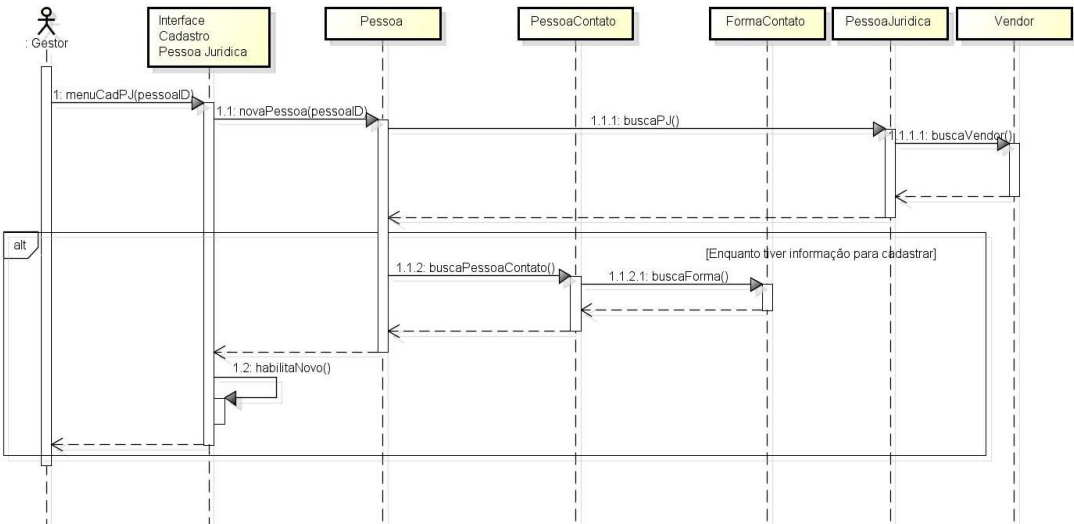 : Gestor
Interface
Cadastro
Pessoa Juridica
Pessoa
PessoaContato
FormaContato
PessoaJuridica
Vendor
1: menuCadPJ(pessoaID)
1.1: novaPessoa(pessoaID)
1.1.1: buscaPJ()
1.1.1.1: buscaVendor()
alt
[Enquanto tiver informação para cadastrar]
1.1.2: buscaPessoaContato()
1.1.2.1: buscaForma()
1.2: habilitaNovo()